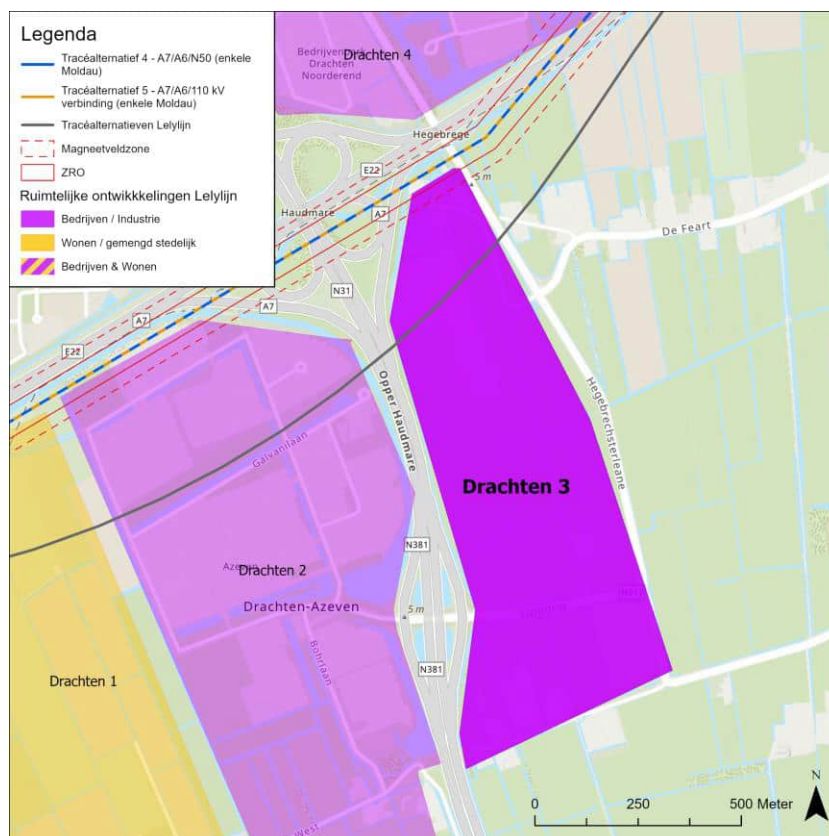 Legenda
Tracéalternatief 4 - A7/A6/N50 (enkele
Moldau)
Tracéalternatief 5 - A7/A6/110 kV
verbinding (enkele Moldau)
Tracéalternatieven Lelylijn
Magneetveldzone
ZRO
Ruimtelijke ontwikkkelingen Lelylijn
Bedrijven / Industrie
Wonen / gemengd stedelijk
Bedrijven & Wonen
Bedrijvenpark
Drachten
Noorderend
Drachten 4
Hegebrege
E22
5 m
Haudmare
A7
De Feart
N31
A7
A7
E22
Opper Haudmare
Hegebrechsterleane
Galvanilaan
Drachten 3
N381
Azeven
Drachten 2
Drachten-Azeven
5 m
Bohrlaan
N381
Drachten 1
West
N
0 250 500 Meter